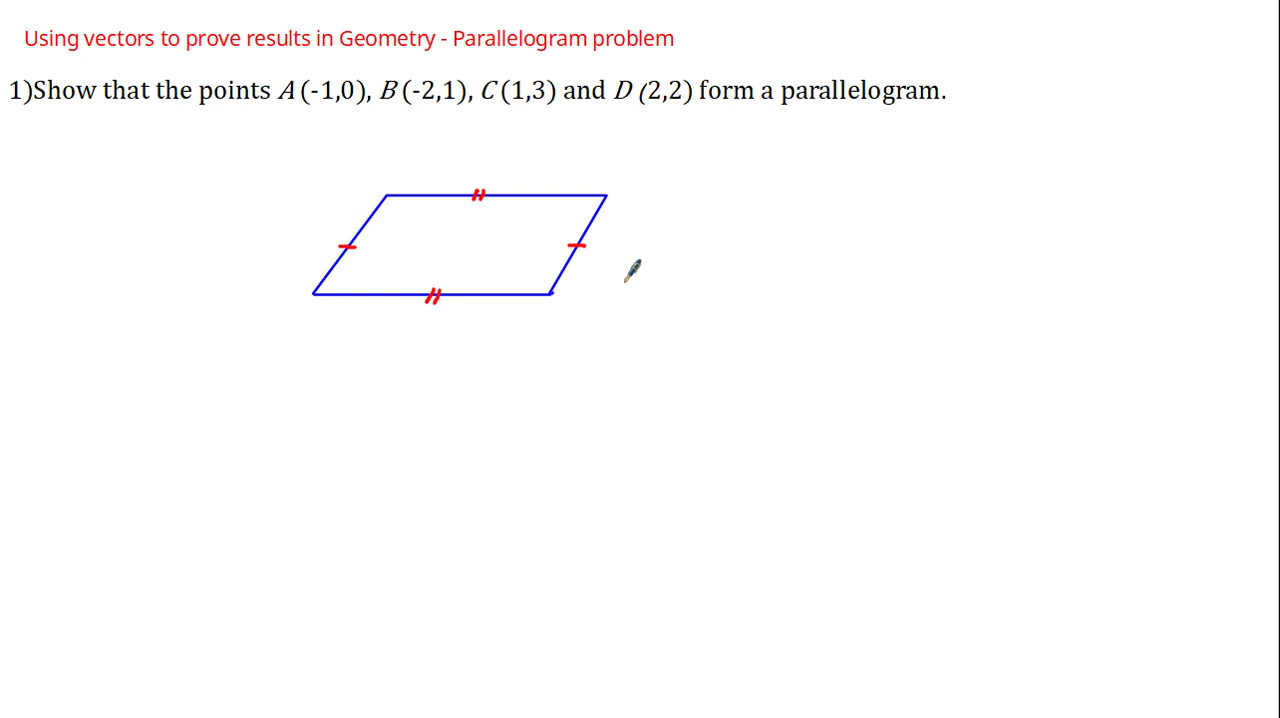 Using vectors to prove results in Geometry - Parallelogram problem
1)Show that the points A (-1,0), B (-2,1), C (1,3) and D (2,2) form a parallelogram.